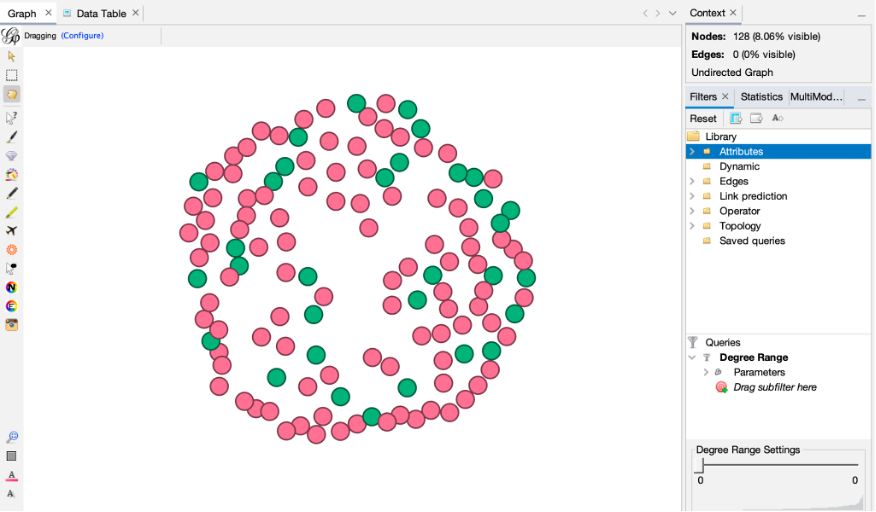 Graph × Data Table ×
Dragging (Configure)
Context ×
Nodes: 128 (8.06% visible)
Edges: 0 (0% visible)
Undirected Graph
Filters × Statistics MultiMod...
Reset
Library
Attributes
Dynamic
Edges
Link prediction
Operator
Topology
Saved queries
Queries
Degree Range
Parameters
Drag subfilter here
Degree Range Settings
0 0